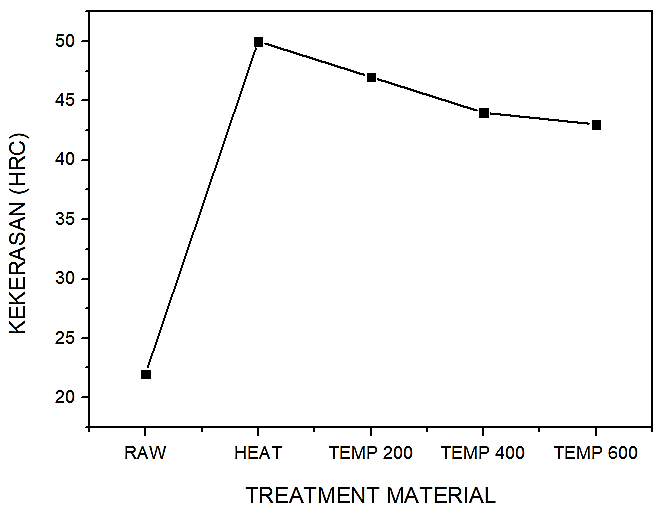 KEKERASAN (HRC)
50
45
40
35
30
25
20
RAW HEAT TEMP 200 TEMP 400 TEMP 600
TREATMENT MATERIAL